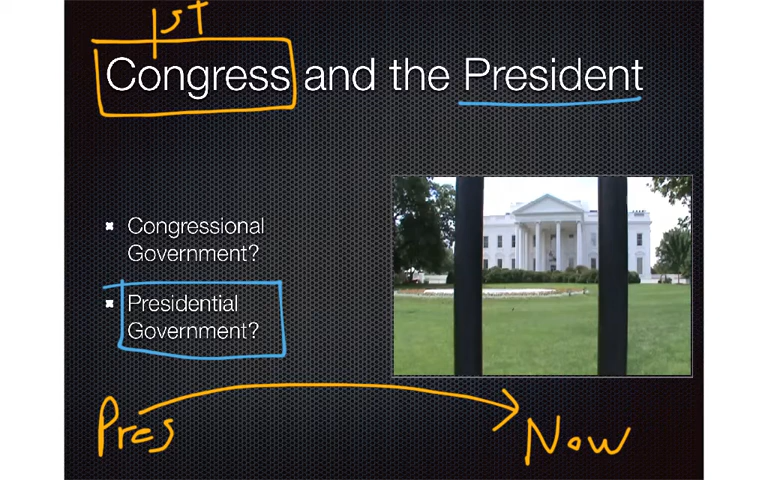 1st
Congress and the President
Congressional
Government?
Presidential
Government?
Pres
Now